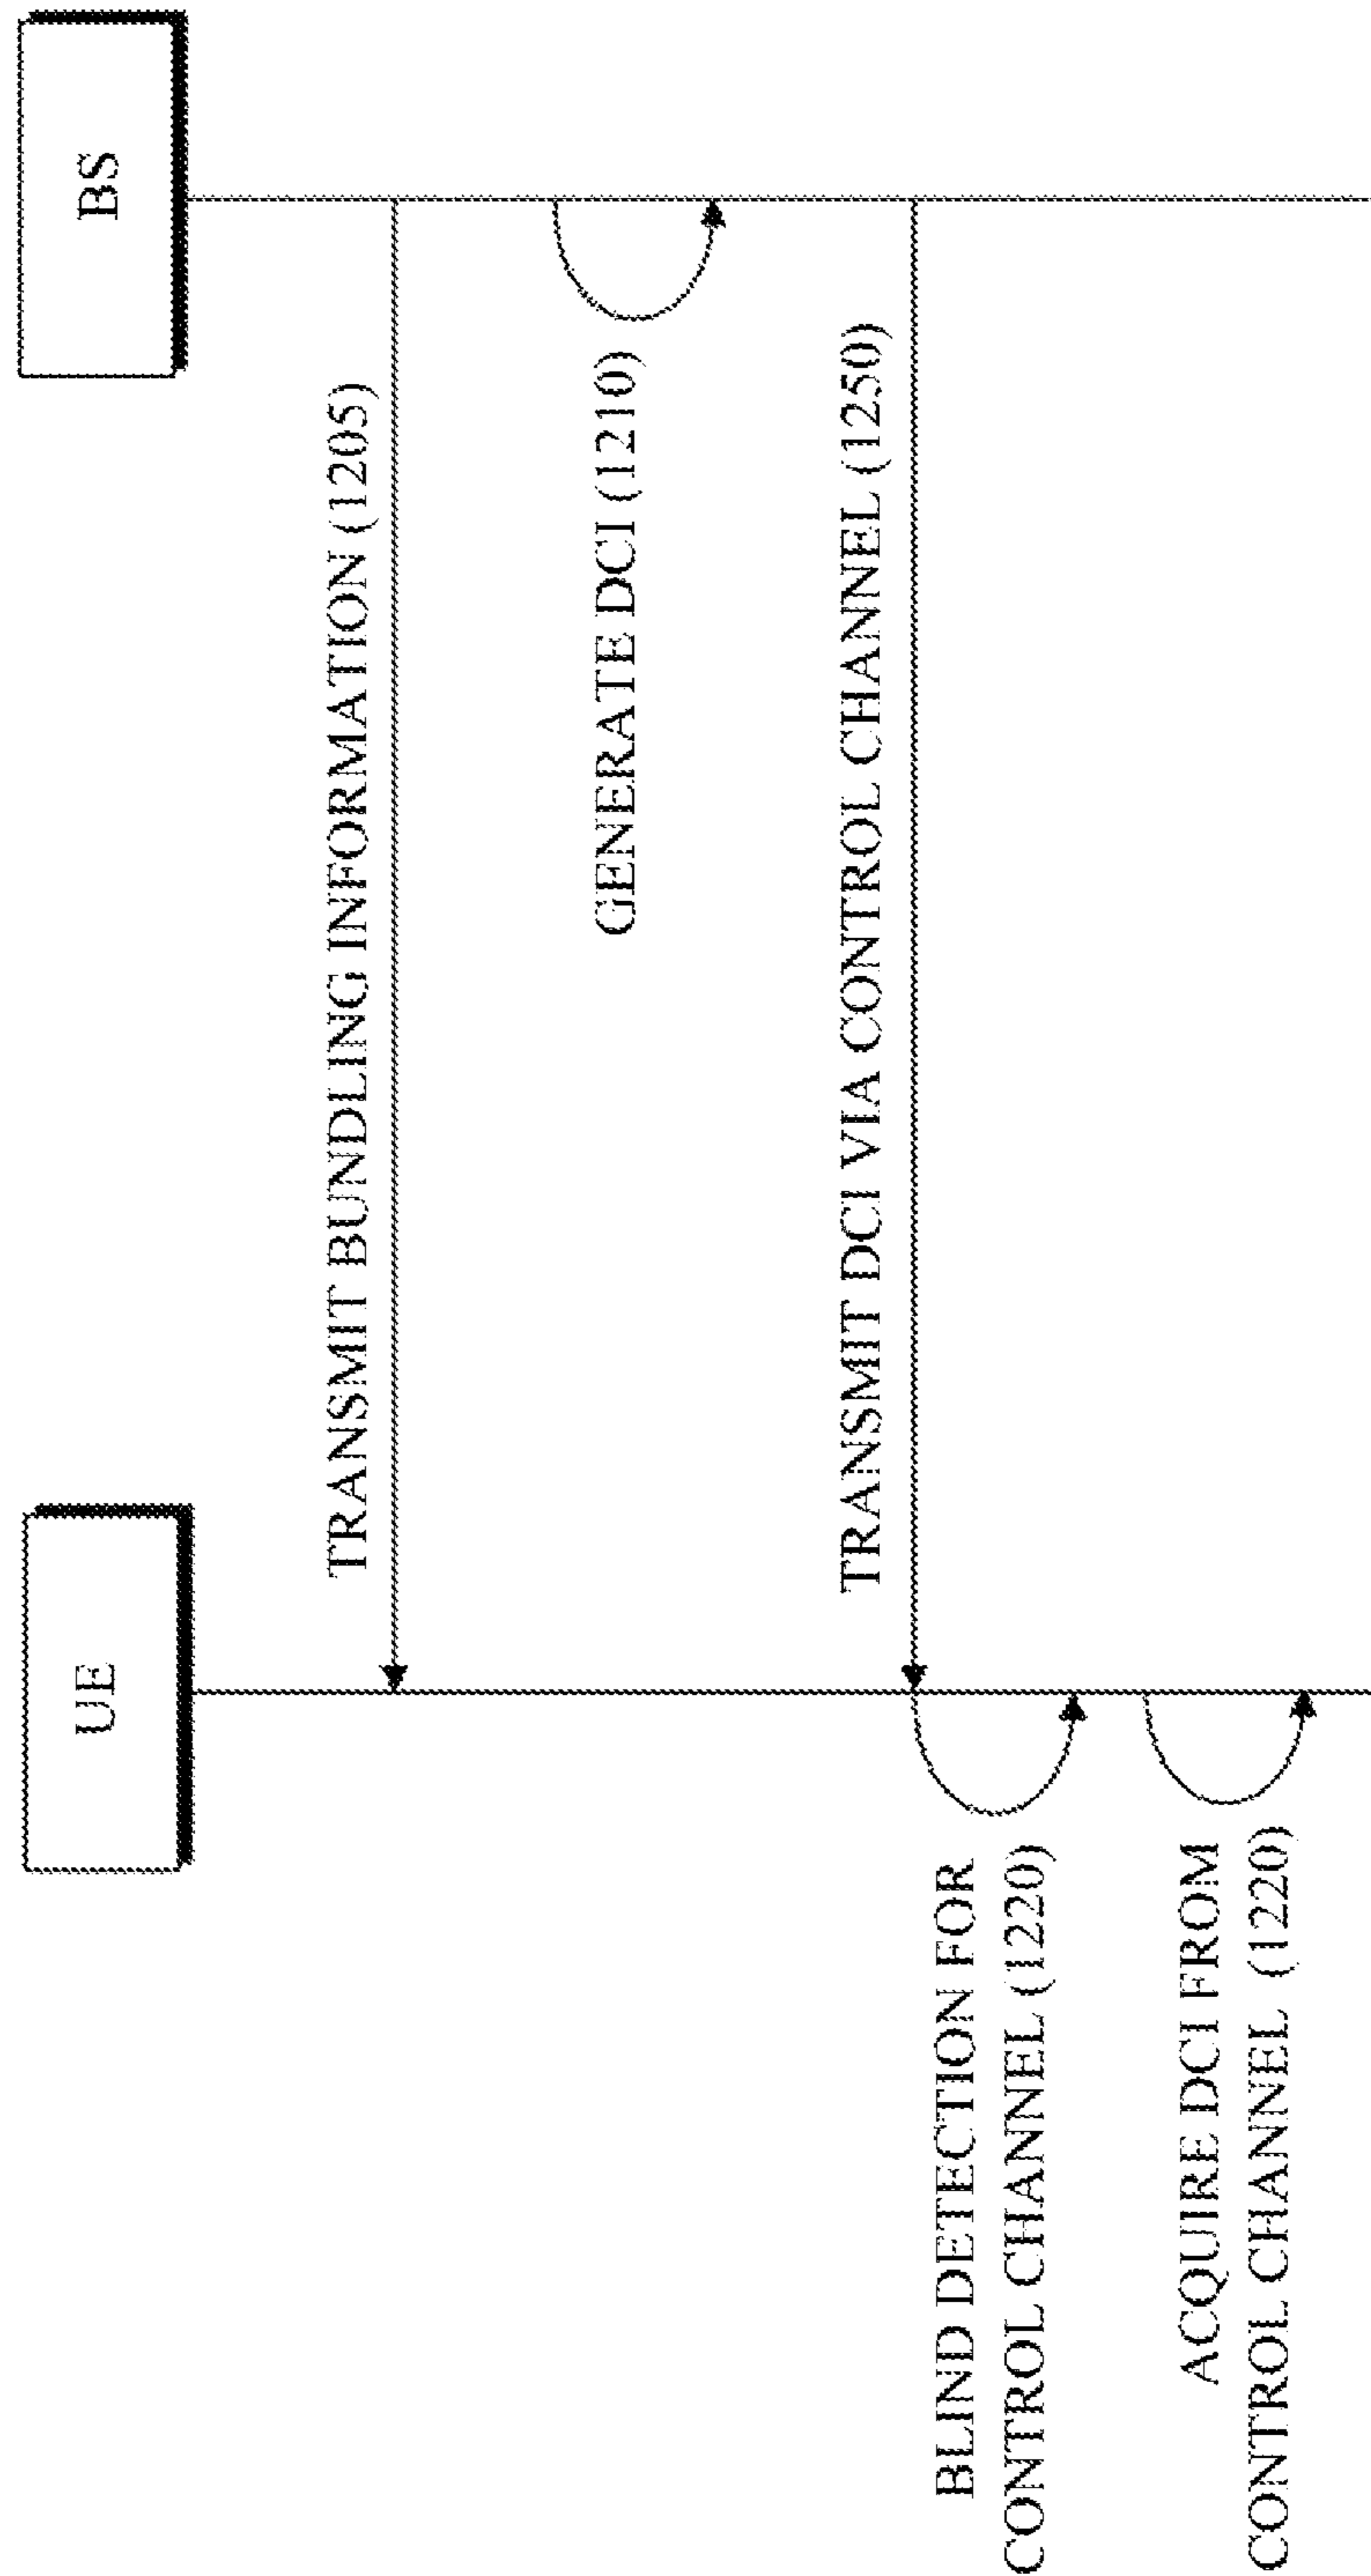 UE
BS
TRANSMIT BUNDLING INFORMATION (1205)
GENERATE DCI (1210)
TRANSMIT DCI VIA CONTROL CHANNEL (1250)
BLIND DETECTION FOR
CONTROL CHANNEL (1220)
ACQUIRE DCI FROM
CONTROL CHANNEL (1220)